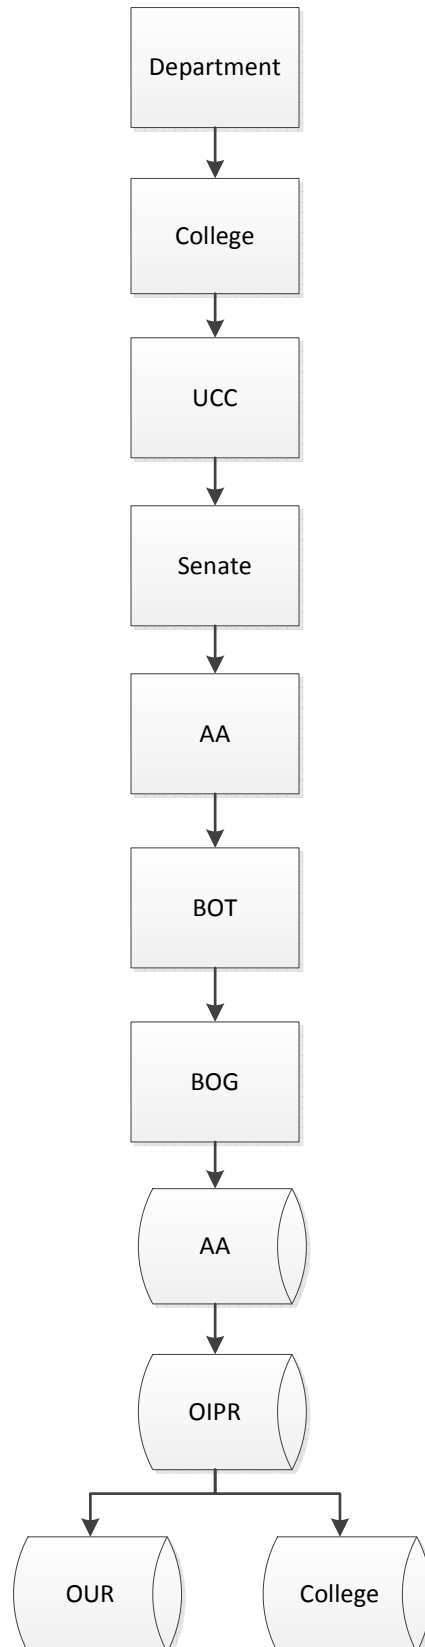 Department
College
UCC
Senate
AA
BOT
BOG
AA
OIPR
OUR
College